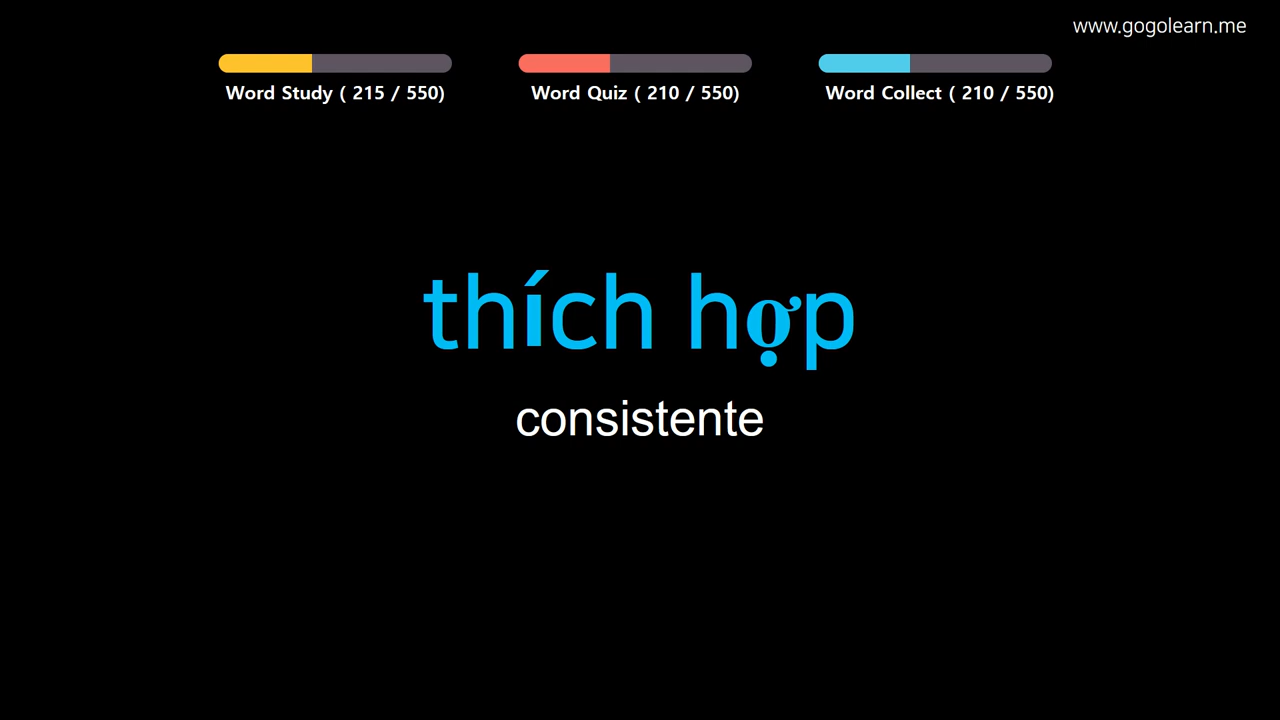 www.gogolearn.me
Word Study ( 215 / 550)
Word Quiz ( 210 / 550)
Word Collect ( 210 / 550)
thích hợp
consistente